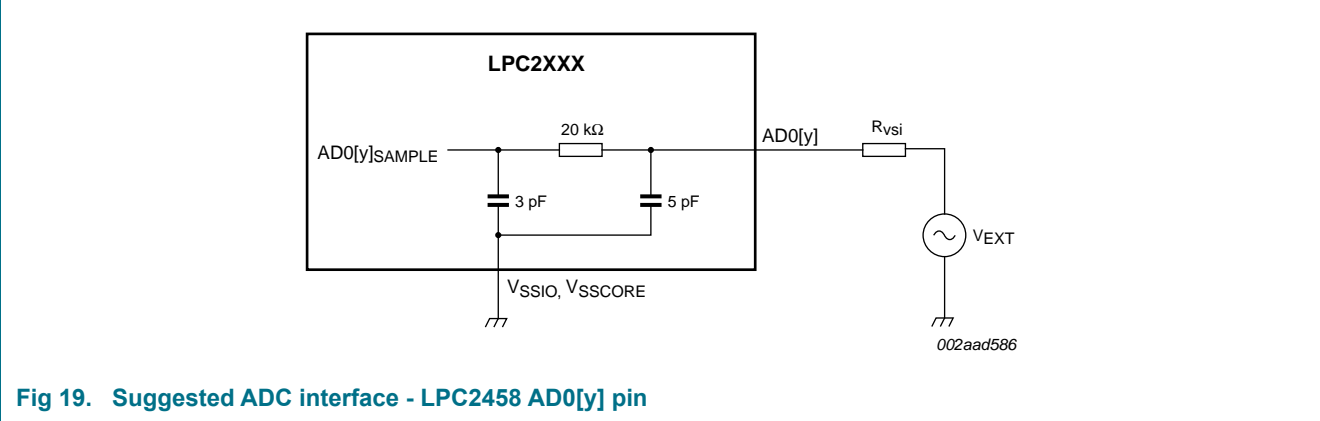 LPC2XXX
20 kΩ
AD0[y]
Rvsi
AD0[y]SAMPLE
3 pF
5 pF
VEXT
VSSIO, VSSCORE
002aad586
Fig 19. Suggested ADC interface - LPC2458 AD0[y] pin